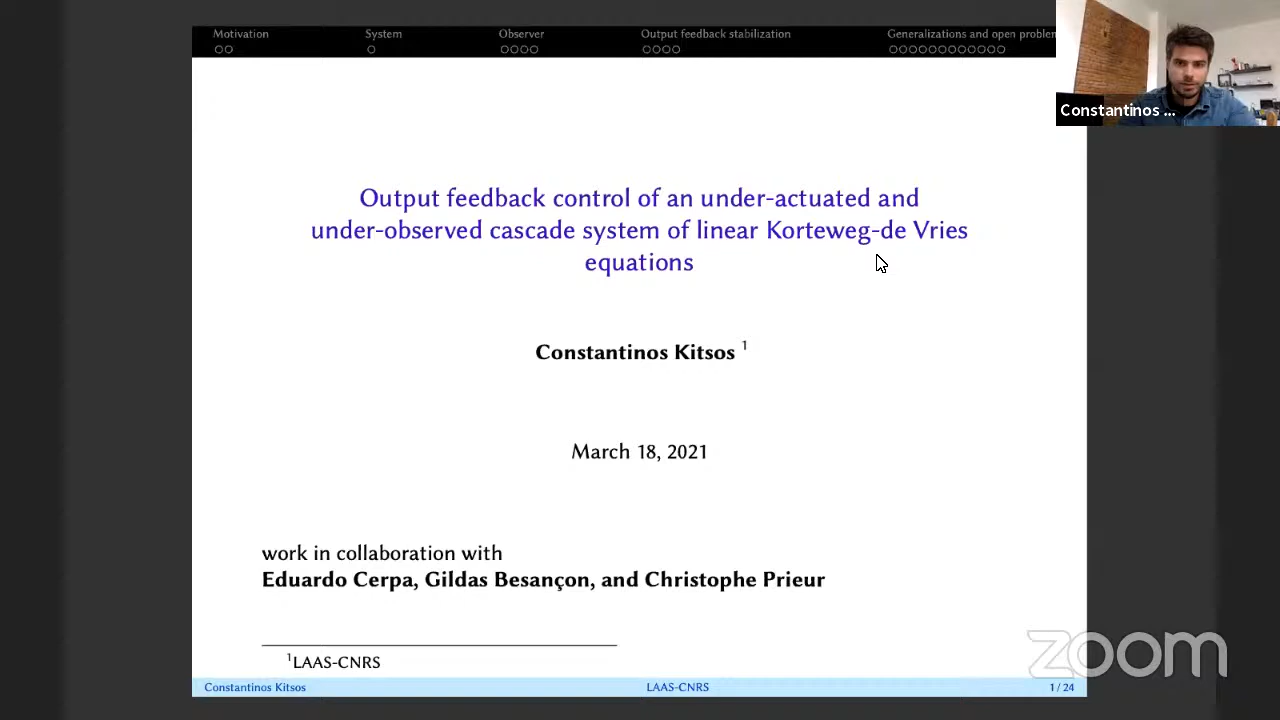 Motivation System Observer Output feedback stabilization Generalizations and open proble
Constantinos ...
Output feedback control of an under-actuated and
under-observed cascade system of linear Korteweg-de Vries
equations
Constantinos Kitsos 1
March 18, 2021
work in collaboration with
Eduardo Cerpa, Gildas Besançon, and Christophe Prieur
1LAAS-CNRS
Constantinos Kitsos LAAS-CNRS 1 / 24
zoom